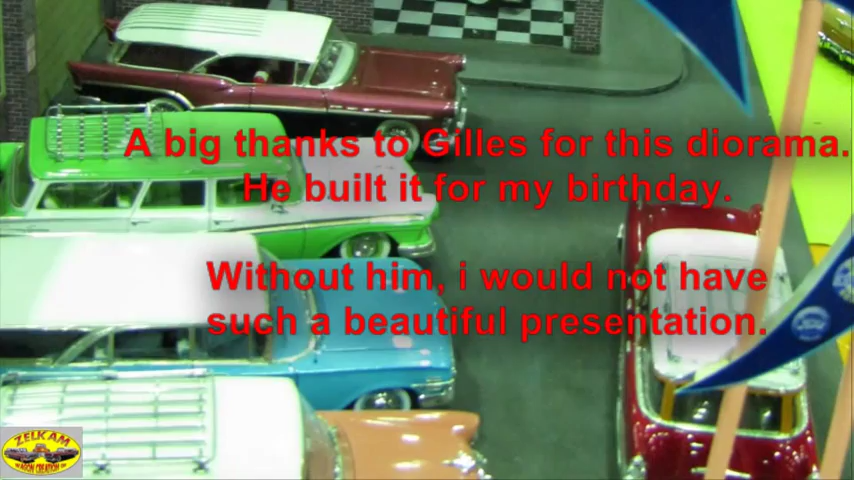 A big thanks to Gilles for this diorama.
He built it for my birthday.
Without him, i would not have
such a beautiful presentation.
ZELKAM